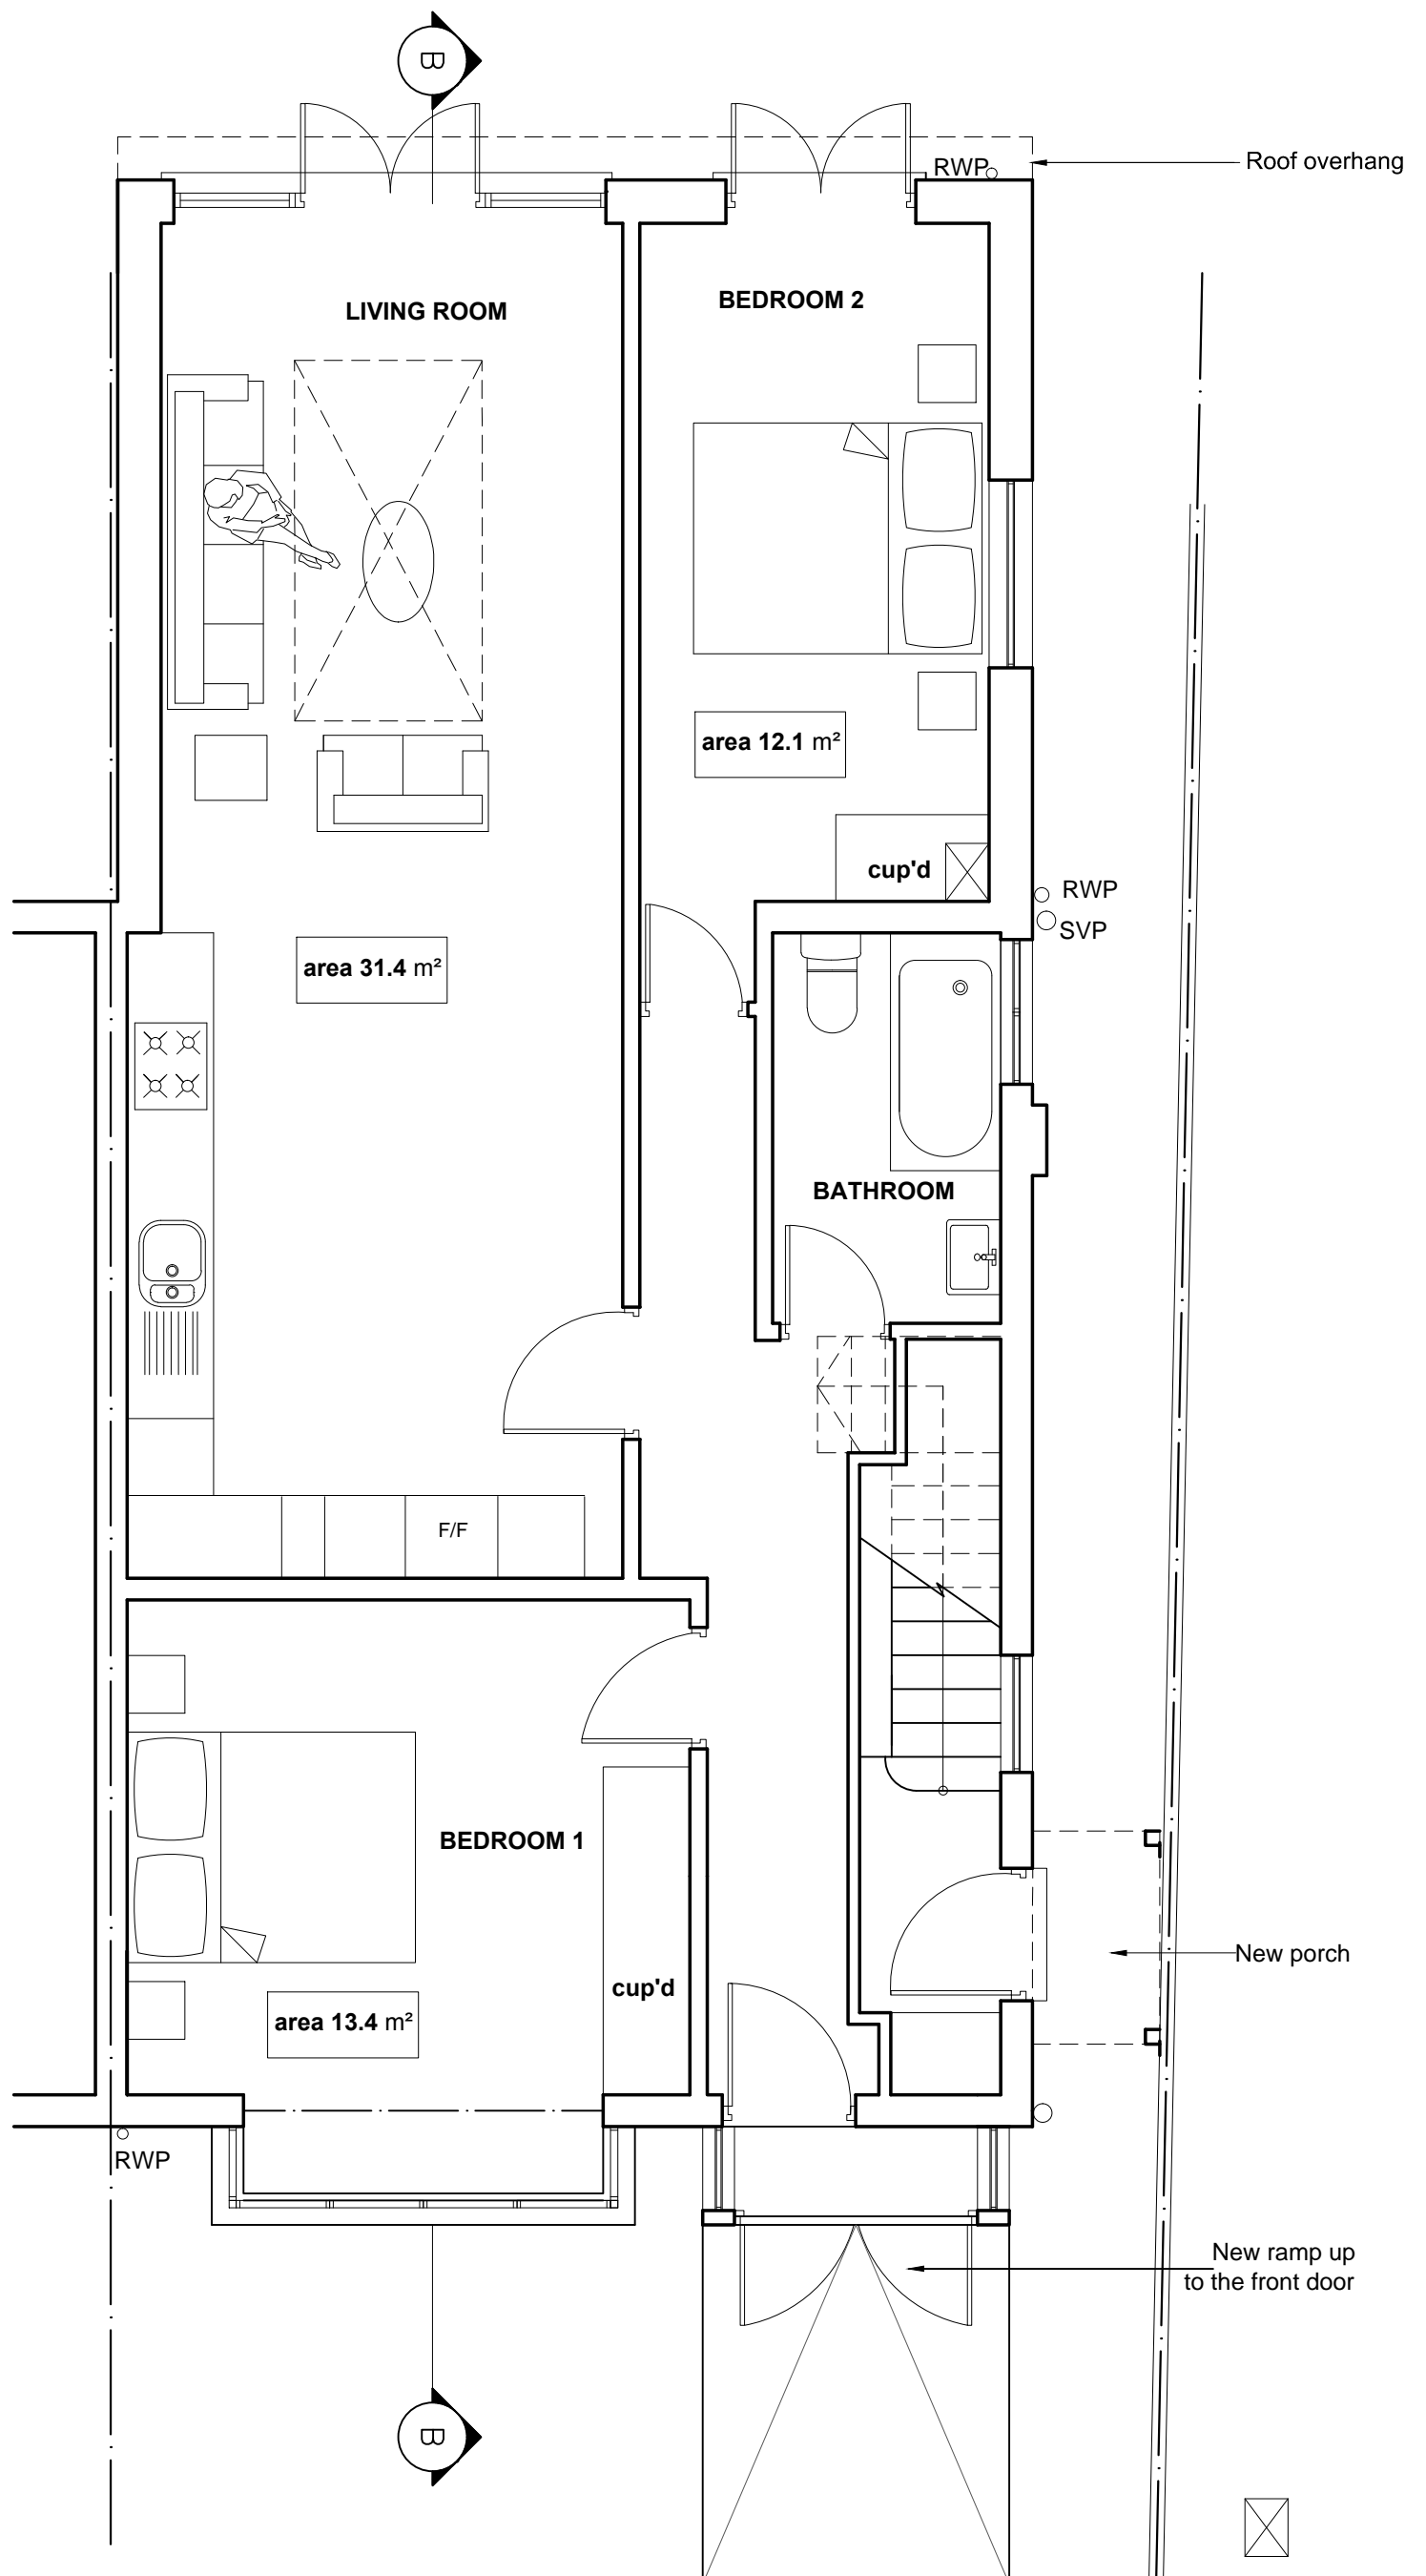 B
RWP
Roof overhang
LIVING ROOM
BEDROOM 2
area 12.1 m²
cup'd
RWP
SVP
area 31.4 m²
BATHROOM
F/F
BEDROOM 1
New porch
cup'd
area 13.4 m²
RWP
New ramp up
to the front door
B